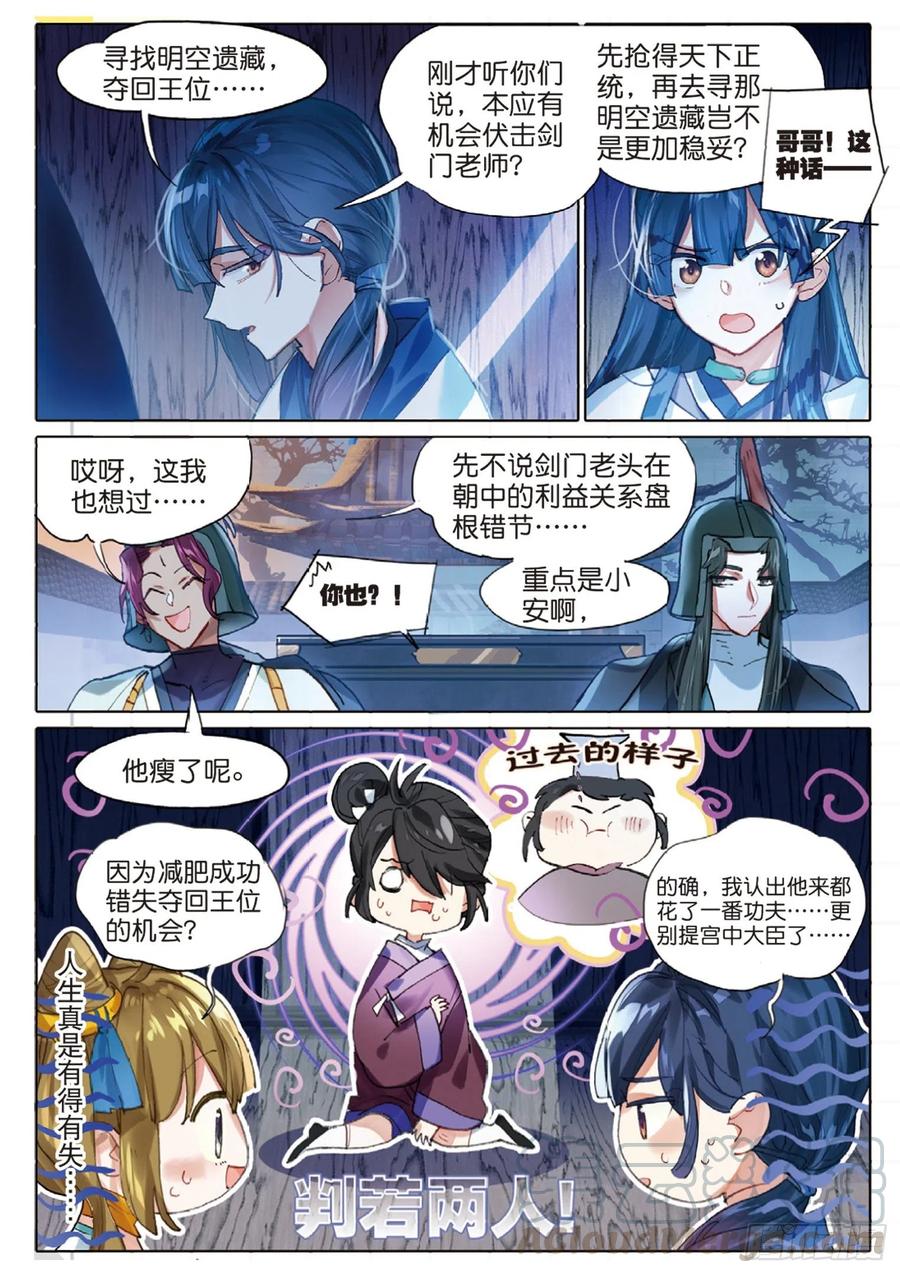 寻找明空遗藏，
夺回王位……
刚才听你们
说，本应有
机会伏击剑
门老师？
先抢得天下正
统，再去寻那
明空遗藏岂不
是更加稳妥？
哥哥！这
种话——
哎呀，这我
也想过……
你也？！
先不说剑门老头在
朝中的利益关系盘
根错节……
重点是小
安啊，
他瘦了呢。
过去的样子
因为减肥成功
错失夺回王位
的机会？
的确，我认出他来都
花了一番功夫……更
别提宫中大臣了……
人生真是有得有失……
判若两人！